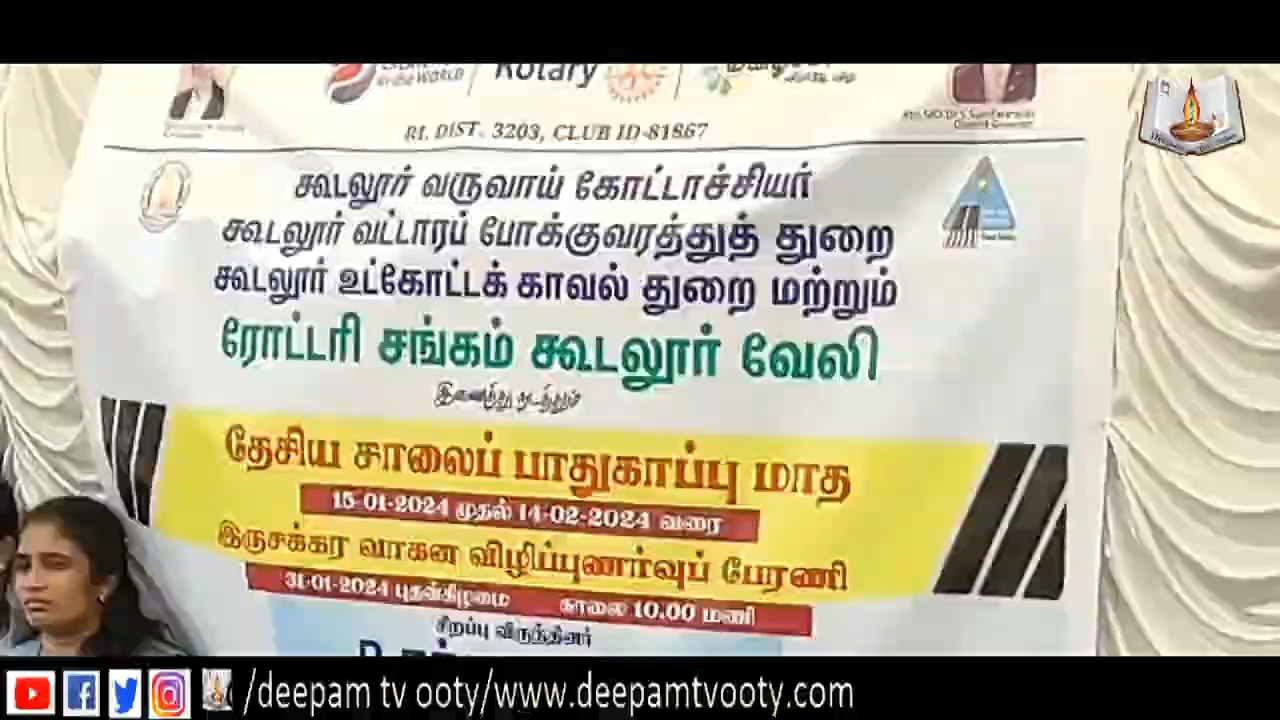 Rotary
RI. DIST. 3203, CLUB ID-81867
கூடலூர் வருவாய் கோட்டாச்சியர்
கூடலூர் வட்டாரப் போக்குவரத்துத் துறை
கூடலூர் உட்கோட்டக் காவல் துறை மற்றும்
ரோட்டரி சங்கம் கூடலூர் வேலி
இணைந்து நடத்தும்
தேசிய சாலைப் பாதுகாப்பு மாத
15-01-2024 முதல் 14-02-2024 வரை
இருசக்கர வாகன விழிப்புணர்வுப் பேரணி
31-01-2024 புதன்கிழமை காலை 10.00 மணி
சிறப்பு விருந்தினர்
/deepam tv ooty/www.deepamtvooty.com